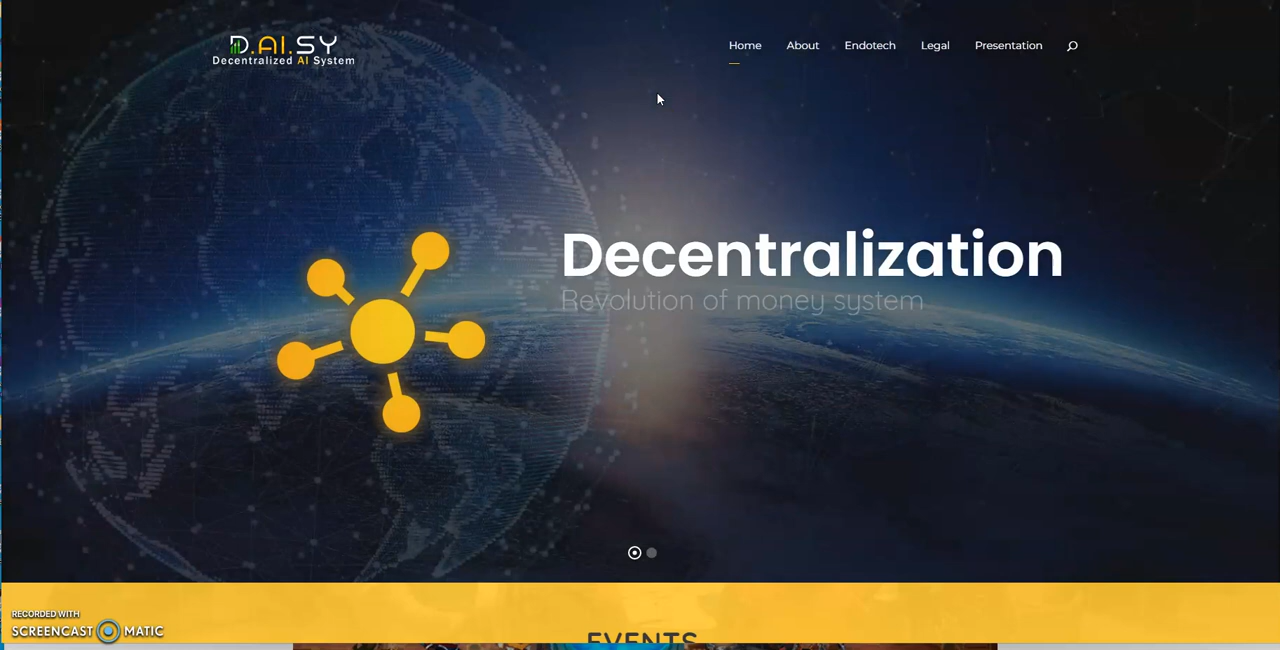 D.AI.SY
Decentralized AI System
Home
About
Endotech
Legal
Presentation
Decentralization
Revolution of money system
EVENTS
RECORDED WITH
SCREENCAST MATIC